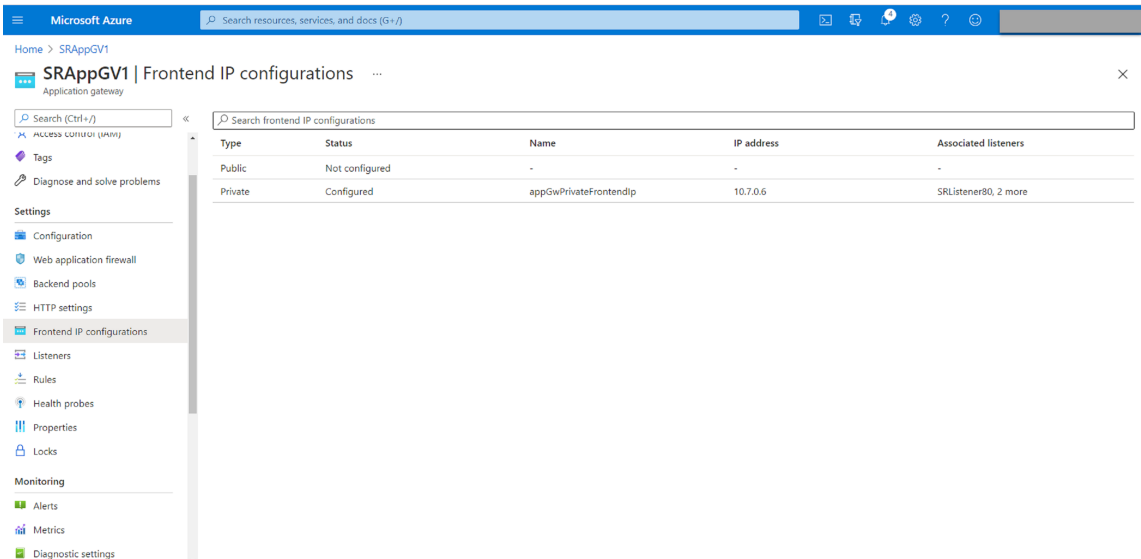 Microsoft Azure
Search resources, services, and docs (G+/)
4
Home > SRAppGV1
SRAppGV1 | Frontend IP configurations ...
Application gateway
Search (Ctrl+/)
«
Access control (IAM)
Tags
Diagnose and solve problems
Settings
Configuration
Web application firewall
Backend pools
HTTP settings
Frontend IP configurations
Listeners
Rules
Health probes
Properties
Locks
Monitoring
Alerts
Metrics
Diagnostic settings
Search frontend IP configurations
Type Status Name IP address Associated listeners
Public Not configured - - -
Private Configured appGwPrivateFrontendIp 10.7.0.6 SRListener80, 2 more